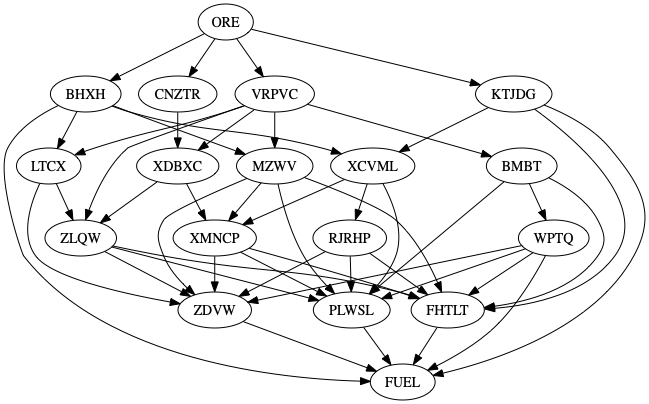 ORE
BHXH CNZTR VRPVC KTJDG
LTCX XDBXC MZWV XCVML BMBT
ZLQW XMNCP RJRHP WPTQ
ZDVW PLWSL FHTLT
FUEL